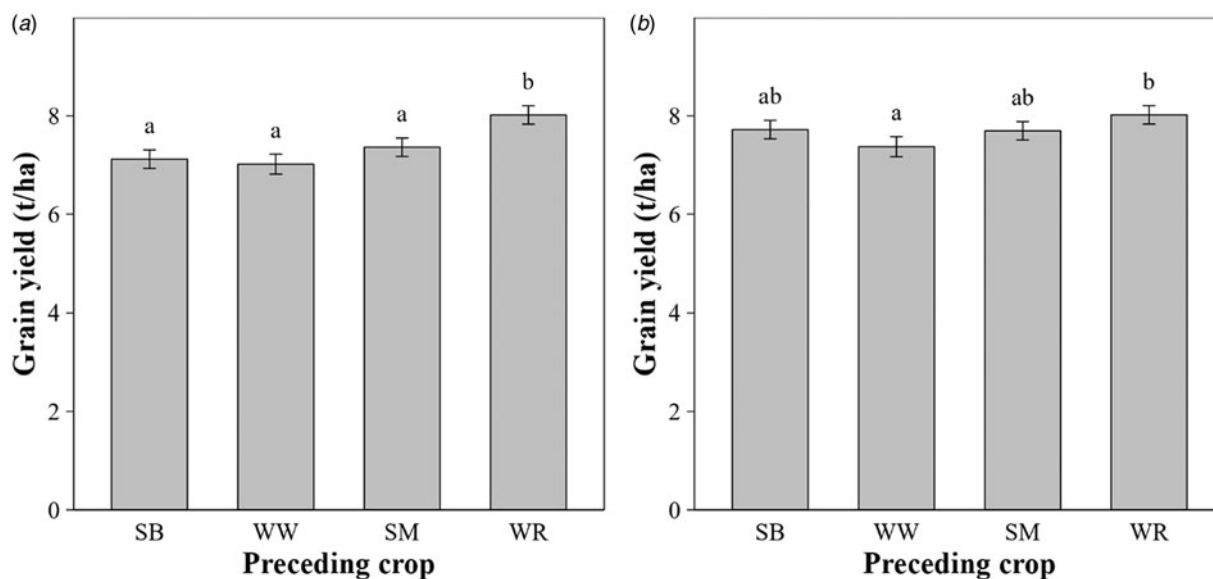 (a)
Grain yield (t/ha)
8
6
4
2
0
a
a
a
b
SB WW SM WR
Preceding crop
(b)
Grain yield (t/ha)
8
6
4
2
0
ab
a
ab
b
SB WW SM WR
Preceding crop